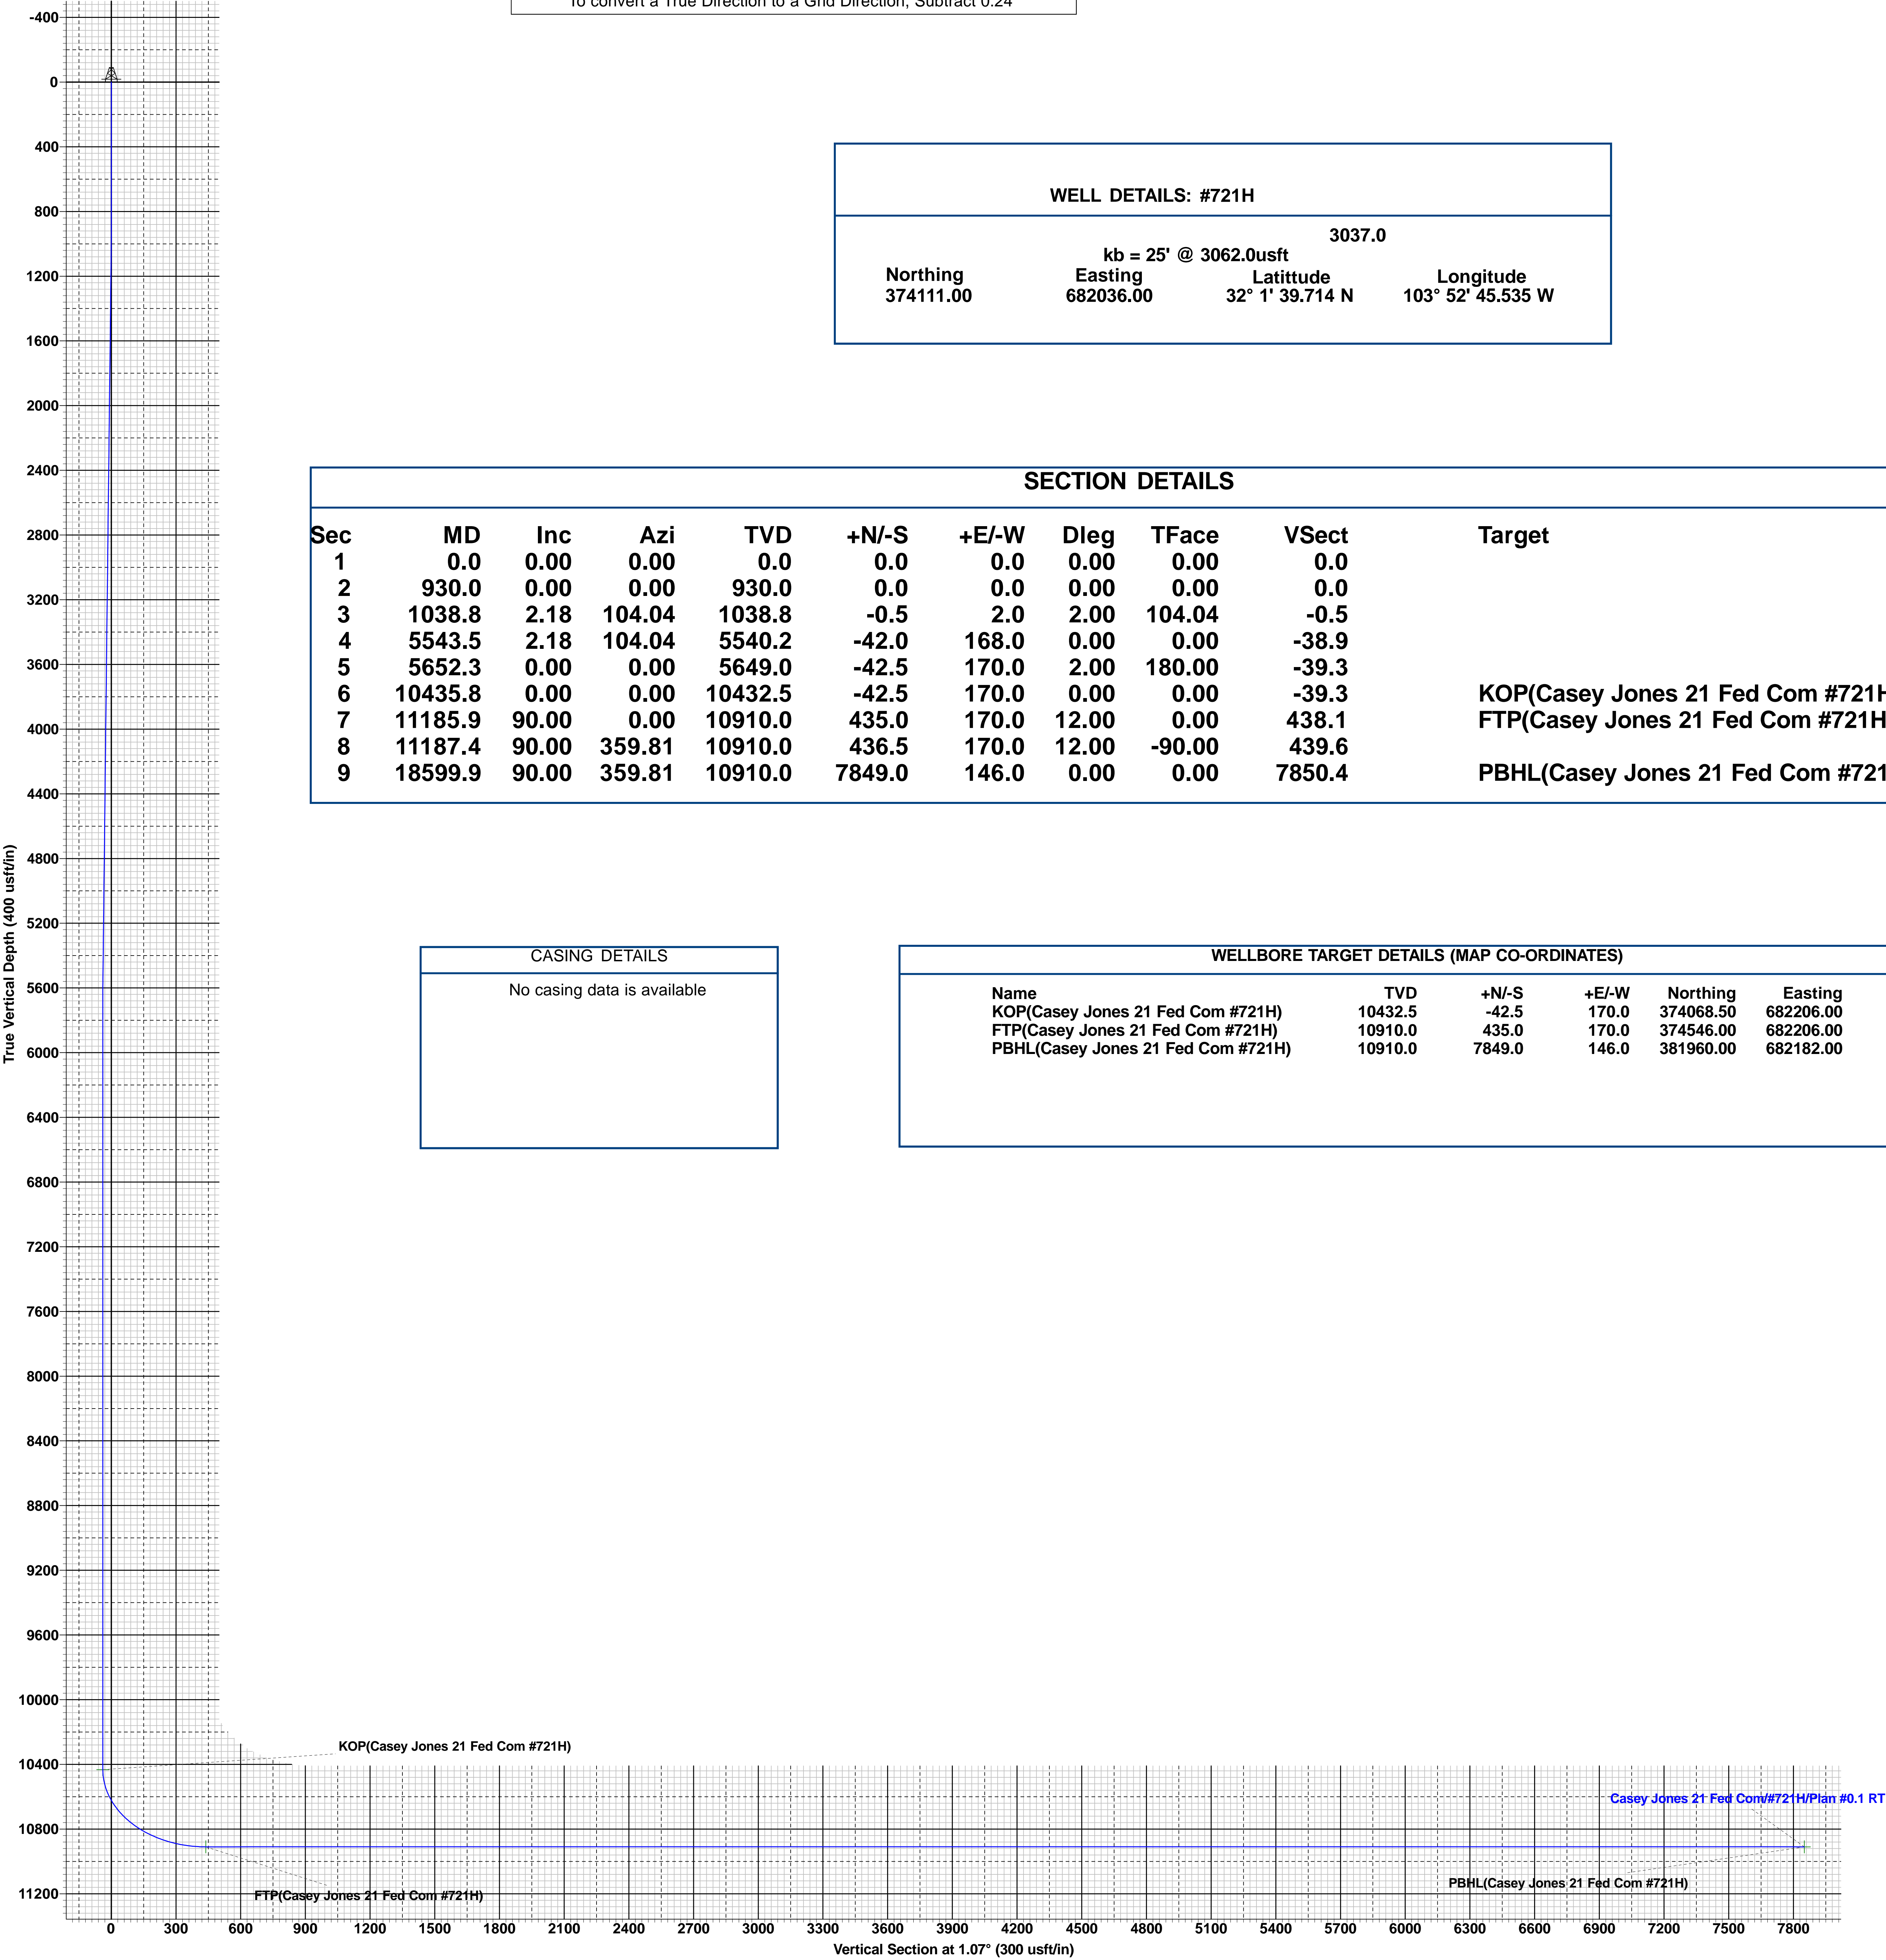 To convert a True Direction to a Grid Direction, Subtract 0.24°
WELL DETAILS: #721H
3037.0
kb = 25' @ 3062.0usft
Northing Easting Latittude Longitude
374111.00 682036.00 32° 1' 39.714 N 103° 52' 45.535 W
SECTION DETAILS
Sec MD Inc Azi TVD +N/-S +E/-W Dleg TFace VSect Target
1 0.0 0.00 0.00 0.0 0.0 0.0 0.00 0.00 0.0
2 930.0 0.00 0.00 930.0 0.0 0.0 0.00 0.00 0.0
3 1038.8 2.18 104.04 1038.8 -0.5 2.0 2.00 104.04 -0.5
4 5543.5 2.18 104.04 5540.2 -42.0 168.0 0.00 0.00 -38.9
5 5652.3 0.00 0.00 5649.0 -42.5 170.0 2.00 180.00 -39.3
6 10435.8 0.00 0.00 10432.5 -42.5 170.0 0.00 0.00 -39.3 KOP(Casey Jones 21 Fed Com #721H
7 11185.9 90.00 0.00 10910.0 435.0 170.0 12.00 0.00 438.1 FTP(Casey Jones 21 Fed Com #721H
8 11187.4 90.00 359.81 10910.0 436.5 170.0 12.00 -90.00 439.6
9 18599.9 90.00 359.81 10910.0 7849.0 146.0 0.00 0.00 7850.4 PBHL(Casey Jones 21 Fed Com #721
CASING DETAILS
No casing data is available
WELLBORE TARGET DETAILS (MAP CO-ORDINATES)
Name TVD +N/-S +E/-W Northing Easting
KOP(Casey Jones 21 Fed Com #721H) 10432.5 -42.5 170.0 374068.50 682206.00
FTP(Casey Jones 21 Fed Com #721H) 10910.0 435.0 170.0 374546.00 682206.00
PBHL(Casey Jones 21 Fed Com #721H) 10910.0 7849.0 146.0 381960.00 682182.00
True Vertical Depth (400 usft/in)
-400
0
400
800
1200
1600
2000
2400
2800
3200
3600
4000
4400
4800
5200
5600
6000
6400
6800
7200
7600
8000
8400
8800
9200
9600
10000
10400
10800
11200
KOP(Casey Jones 21 Fed Com #721H)
Casey Jones 21 Fed Com/#721H/Plan #0.1 RT
FTP(Casey Jones 21 Fed Com #721H)
PBHL(Casey Jones 21 Fed Com #721H)
0 300 600 900 1200 1500 1800 2100 2400 2700 3000 3300 3600 3900 4200 4500 4800 5100 5400 5700 6000 6300 6600 6900 7200 7500 7800
Vertical Section at 1.07° (300 usft/in)